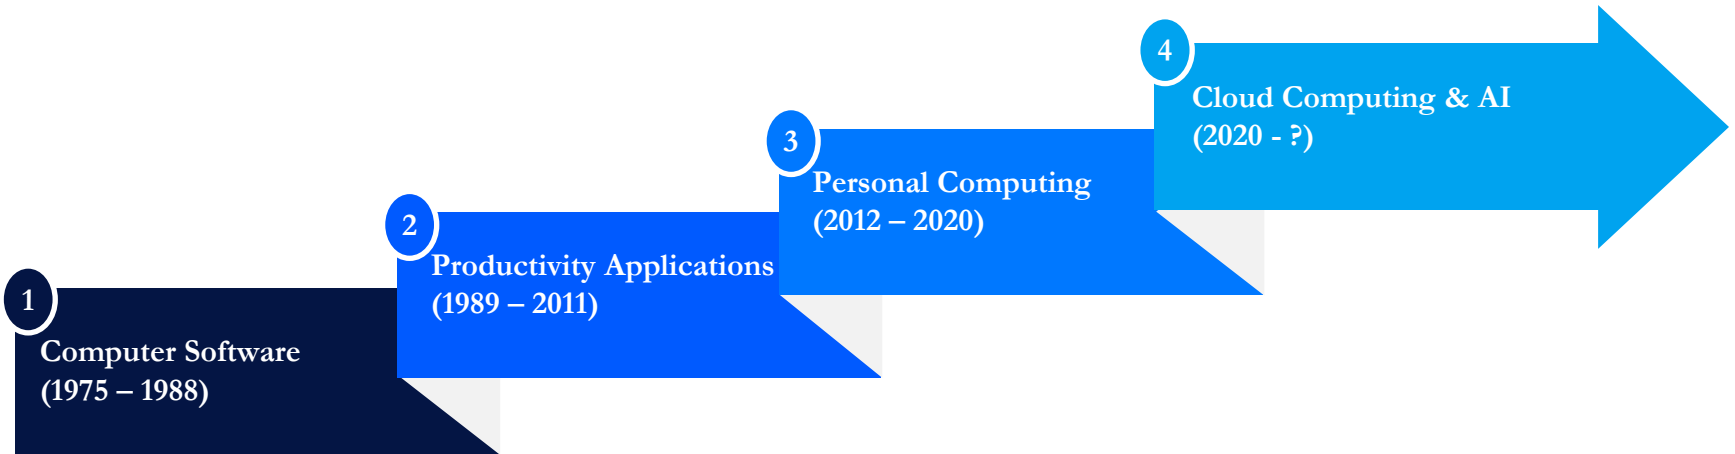 1
Computer Software
(1975 – 1988)
2
Productivity Applications
(1989 – 2011)
3
Personal Computing
(2012 – 2020)
4
Cloud Computing & AI
(2020 - ?)